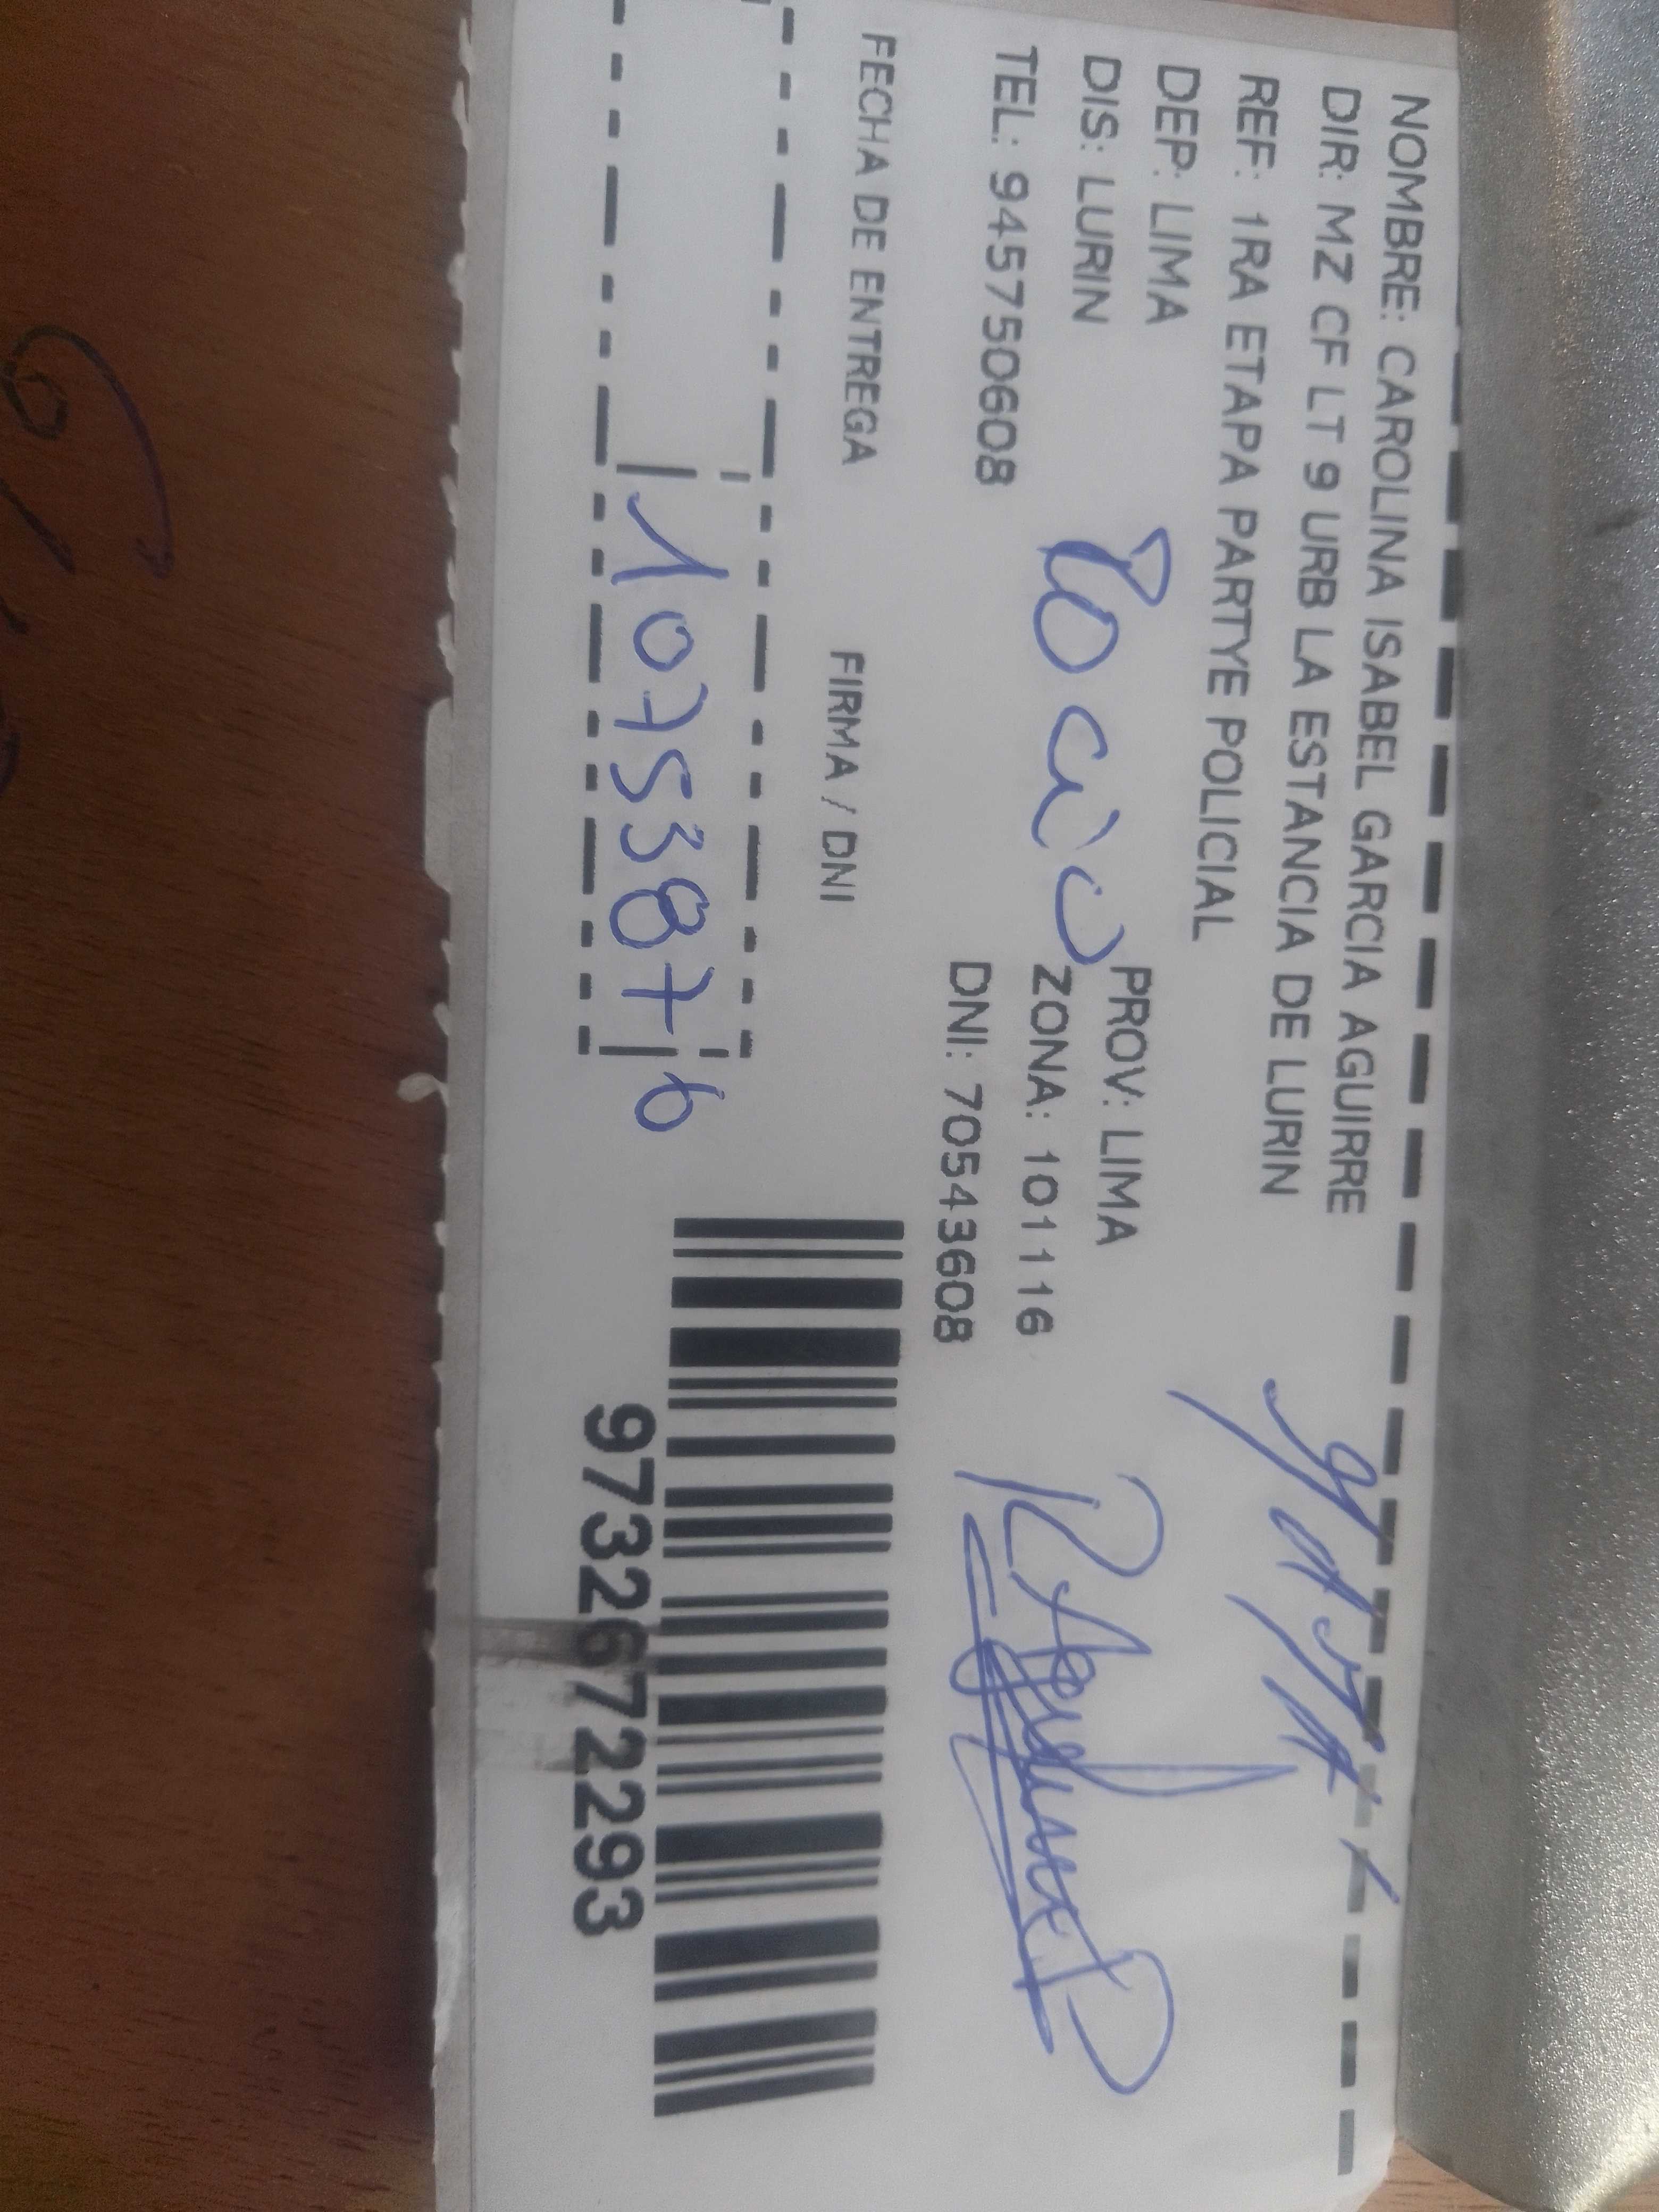 NOMBRE: CAROLINA ISABEL GARCIA AGUIRRE
DIR: MZ CF LT 9 URB LA ESTANCIA DE LURIN
REF: 1RA ETAPA PARTYE POLICIAL
DEP: LIMA PROV: LIMA
DIS: LURIN ZONA: 101116
TEL: 945750608 DNI: 70543608
Rocio
FECHA DE ENTREGA FIRMA / DNI
10753876
9732672293